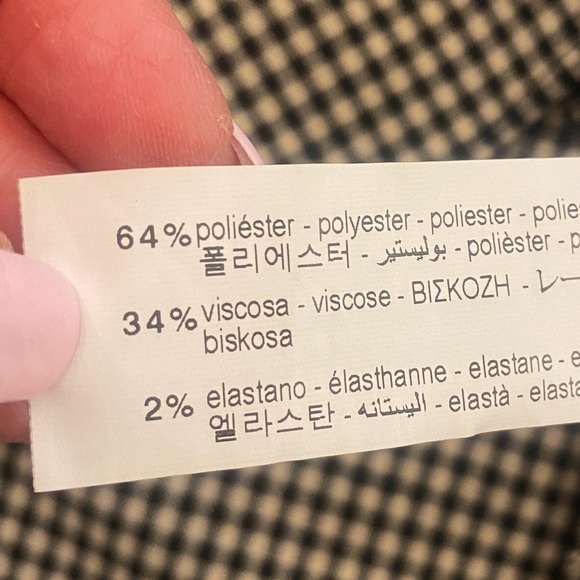 64% poliéster - polyester - poliester - polie
폴리에스터 - بوليستير - polièster - p
34% viscosa - viscose - ΒΙΣΚΟΖΗ - レー
biskosa
2% elastano - élasthanne - elastane - e
엘라스탄 - اليستانه - elastà - elasta